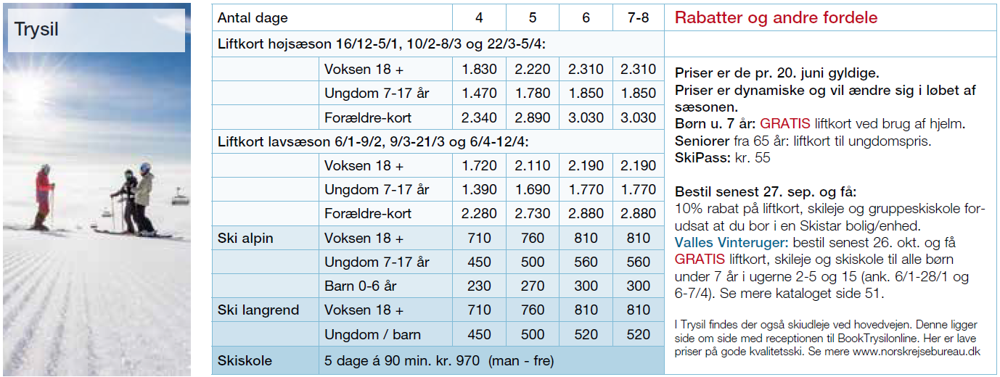 Trysil
Antal dage 4 5 6 7-8
Liftkort højsæson 16/12-5/1, 10/2-8/3 og 22/3-5/4:
Voksen 18 + 1.830 2.220 2.310 2.310
Ungdom 7-17 år 1.470 1.780 1.850 1.850
Forældre-kort 2.340 2.890 3.030 3.030
Liftkort lavsæson 6/1-9/2, 9/3-21/3 og 6/4-12/4:
Voksen 18 + 1.720 2.110 2.190 2.190
Ungdom 7-17 år 1.390 1.690 1.770 1.770
Forældre-kort 2.280 2.730 2.880 2.880
Ski alpin Voksen 18 + 710 760 810 810
Ungdom 7-17 år 450 500 560 560
Barn 0-6 år 230 270 300 300
Ski langrend Voksen 18 + 710 760 810 810
Ungdom / barn 450 500 520 520
Skiskole 5 dage á 90 min. kr. 970 (man - fre)
Rabatter og andre fordele
Priser er de pr. 20. juni gyldige.
Priser er dynamiske og vil ændre sig i løbet af
sæsonen.
Børn u. 7 år: GRATIS liftkort ved brug af hjelm.
Seniorer fra 65 år: liftkort til ungdomspris.
SkiPass: kr. 55
Bestil senest 27. sep. og få:
10% rabat på liftkort, skileje og gruppeskiskole for-
udsat at du bor i en Skistar bolig/enhed.
Valles Vinteruger: bestil senest 26. okt. og få
GRATIS liftkort, skileje og skiskole til alle børn
under 7 år i ugerne 2-5 og 15 (ank. 6/1-28/1 og
6-7/4). Se mere kataloget side 51.
I Trysil findes der også skiudleje ved hovedvejen. Denne ligger
side om side med receptionen til BookTrysilonline. Her er lave
priser på gode kvalitetsski. Se mere www.norskrejsebureau.dk